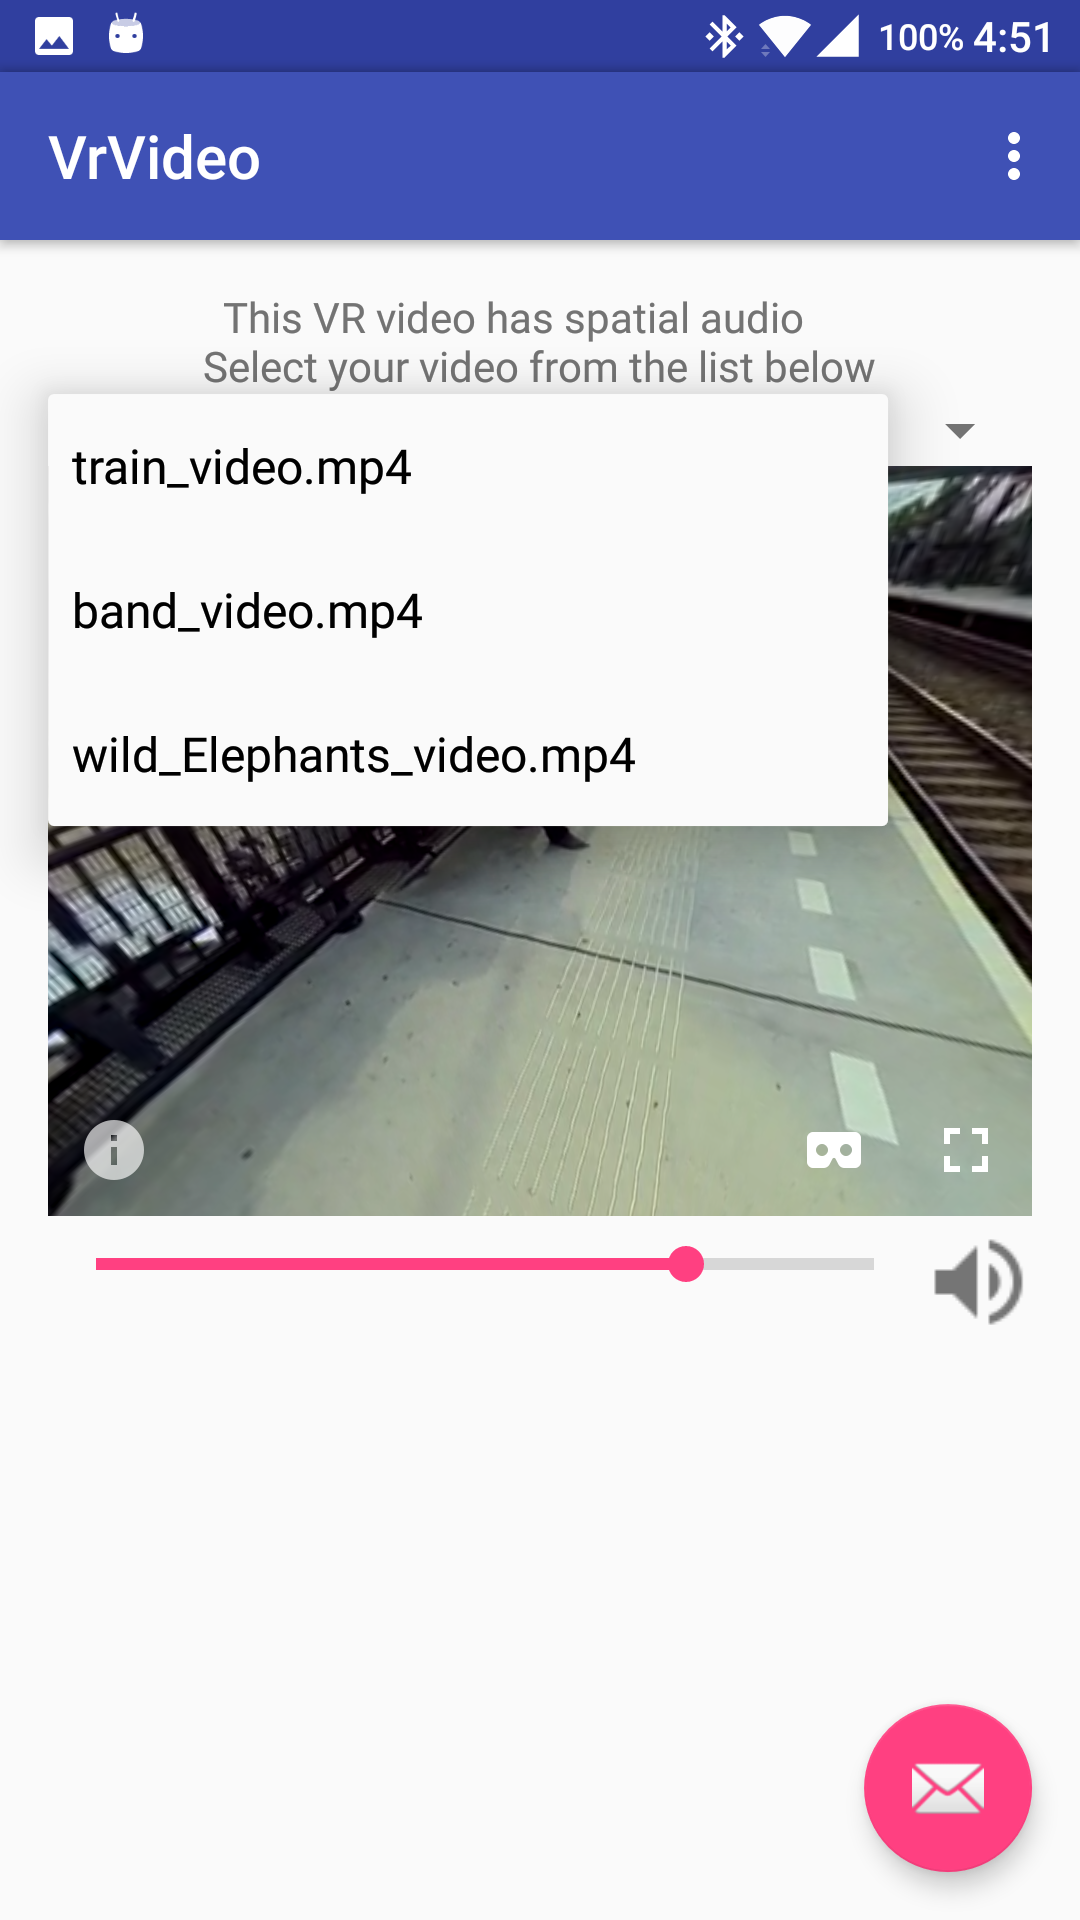 100% 4:51
VrVideo
This VR video has spatial audio
Select your video from the list below
train_video.mp4
band_video.mp4
wild_Elephants_video.mp4